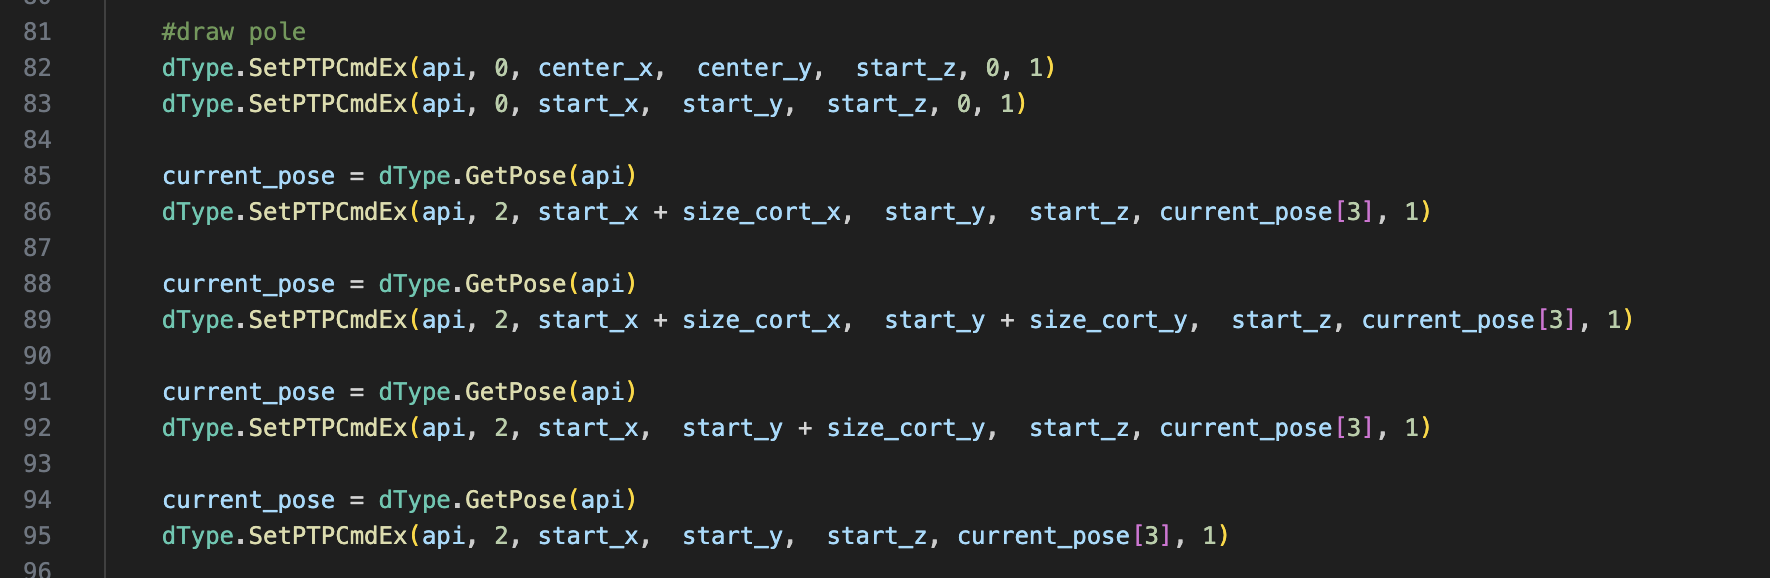 81 #draw pole
82 dType.SetPTPCmdEx(api, 0, center_x,  center_y,  start_z, 0, 1)
83 dType.SetPTPCmdEx(api, 0, start_x,  start_y,  start_z, 0, 1)
84
85 current_pose = dType.GetPose(api)
86 dType.SetPTPCmdEx(api, 2, start_x + size_cort_x,  start_y,  start_z, current_pose[3], 1)
87
88 current_pose = dType.GetPose(api)
89 dType.SetPTPCmdEx(api, 2, start_x + size_cort_x,  start_y + size_cort_y,  start_z, current_pose[3], 1)
90
91 current_pose = dType.GetPose(api)
92 dType.SetPTPCmdEx(api, 2, start_x,  start_y + size_cort_y,  start_z, current_pose[3], 1)
93
94 current_pose = dType.GetPose(api)
95 dType.SetPTPCmdEx(api, 2, start_x,  start_y,  start_z, current_pose[3], 1)
96